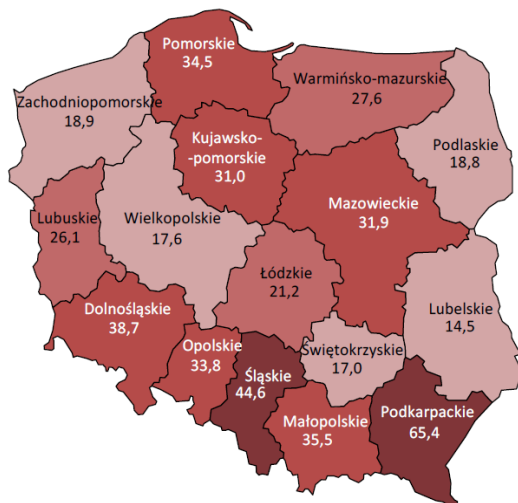 Pomorskie
34,5
Warmińsko-mazurskie
27,6
Zachodniopomorskie
18,9
Kujawsko-
-pomorskie
31,0
Podlaskie
18,8
Mazowieckie
31,9
Lubuskie
26,1
Wielkopolskie
17,6
Łódzkie
21,2
Lubelskie
14,5
Dolnośląskie
38,7
Opolskie
33,8
Śląskie
44,6
Świętokrzyskie
17,0
Małopolskie
35,5
Podkarpackie
65,4